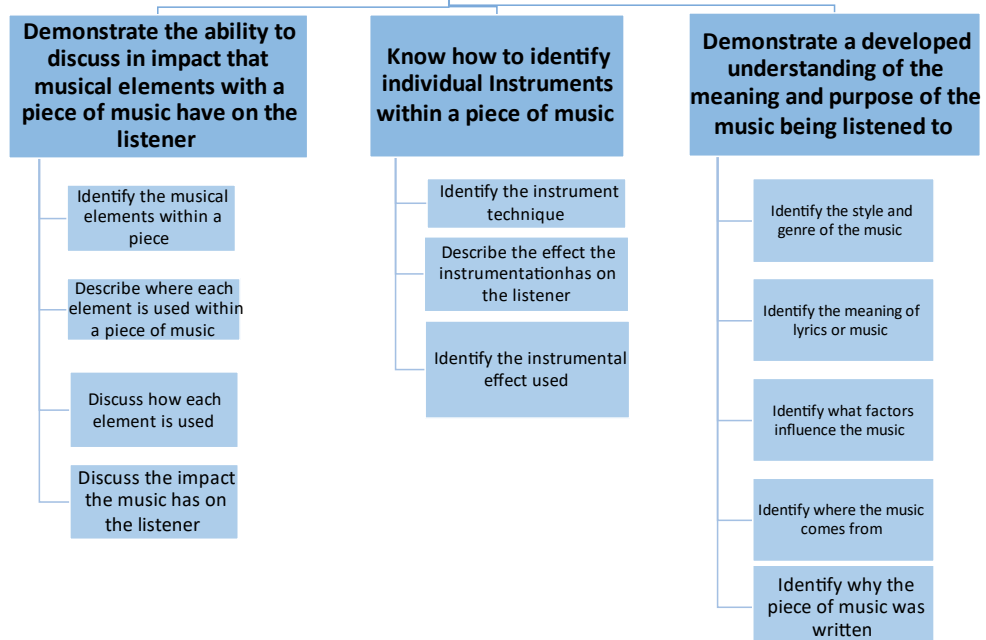 Demonstrate the ability to
discuss in impact that
musical elements with a
piece of music have on the
listener
Identify the musical
elements within a
piece
Describe where each
element is used within
a piece of music
Discuss how each
element is used
Discuss the impact
the music has on
the listener
Know how to identify
individual Instruments
within a piece of music
Identify the instrument
technique
Describe the effect the
instrumentationhas on
the listener
Identify the instrumental
effect used
Demonstrate a developed
understanding of the
meaning and purpose of the
music being listened to
Identify the style and
genre of the music
Identify the meaning of
lyrics or music
Identify what factors
influence the music
Identify where the music
comes from
Identify why the
piece of music was
written